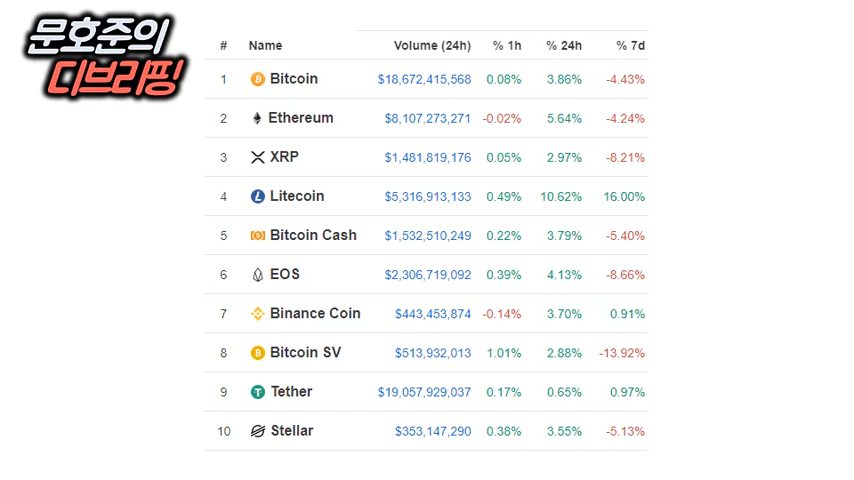 문호준의
디브리핑
# Name Volume (24h) % 1h % 24h % 7d
1 Bitcoin $18,672,415,568 0.08% 3.86% -4.43%
2 Ethereum $8,107,273,271 -0.02% 5.64% -4.24%
3 XRP $1,481,819,176 0.05% 2.97% -8.21%
4 Litecoin $5,316,913,133 0.49% 10.62% 16.00%
5 Bitcoin Cash $1,532,510,249 0.22% 3.79% -5.40%
6 EOS $2,306,719,092 0.39% 4.13% -8.66%
7 Binance Coin $443,453,874 -0.14% 3.70% 0.91%
8 Bitcoin SV $513,932,013 1.01% 2.88% -13.92%
9 Tether $19,057,929,037 0.17% 0.65% 0.97%
10 Stellar $353,147,290 0.38% 3.55% -5.13%